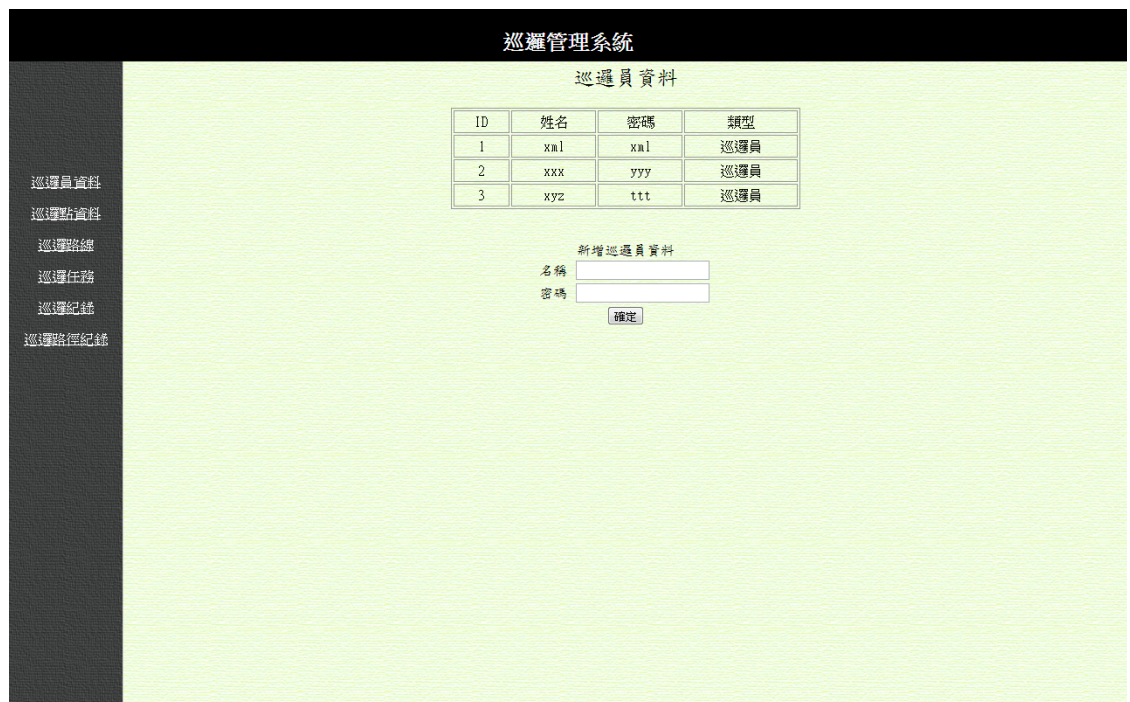 巡邏管理系統
巡邏員資料
巡邏點資料
巡邏路線
巡邏任務
巡邏紀錄
巡邏路徑紀錄
巡邏員資料
ID 姓名 密碼 類型
1 xml xml 巡邏員
2 xxx yyy 巡邏員
3 xyz ttt 巡邏員
新增巡邏員資料
名稱
密碼
確定